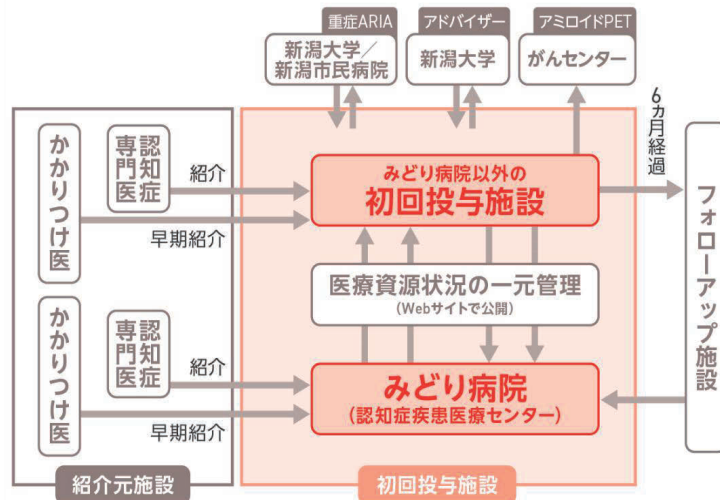 重症ARIA
新潟大学／
新潟市民病院
アドバイザー
新潟大学
アミロイドPET
がんセンター
6ヵ月経過
かかりつけ医
認知症
専門医
紹介
早期紹介
みどり病院以外の
初回投与施設
医療資源状況の一元管理
(Webサイトで公開)
かかりつけ医
認知症
専門医
紹介
早期紹介
みどり病院
(認知症疾患医療センター)
フォローアップ施設
紹介元施設
初回投与施設